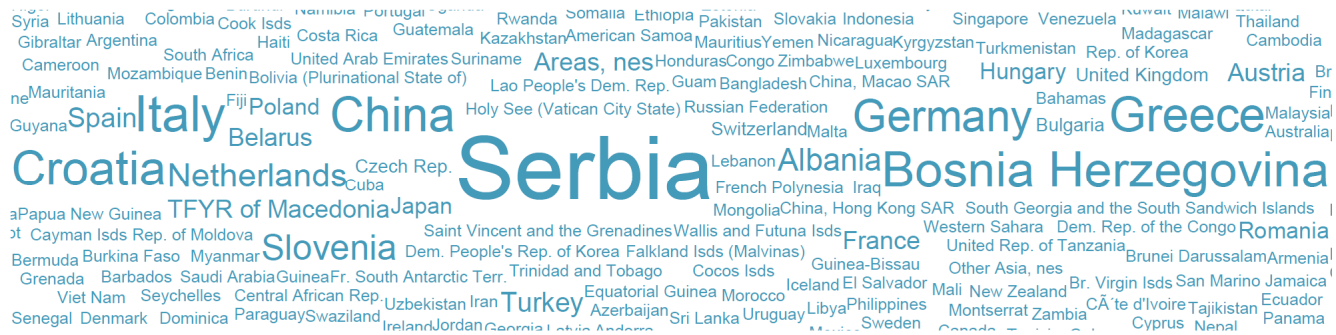 Syria Lithuania Colombia Cook Isds Namibia Portugal Rwanda Somalia Ethiopia Pakistan Slovakia Indonesia Singapore Venezuela Kuwait Malawi Thailand
Gibraltar Argentina Haiti Costa Rica Guatemala Kazakhstan American Samoa Mauritius Yemen Nicaragua Kyrgyzstan Turkmenistan Madagascar Rep. of Korea Cambodia
Cameroon South Africa United Arab Emirates Suriname Areas, nes Honduras Congo Zimbabwe Luxembourg Hungary United Kingdom Austria
Mozambique Benin Bolivia (Plurinational State of) Lao People's Dem. Rep. Guam Bangladesh China, Macao SAR
Mauritania Fiji Poland Holy See (Vatican City State) Russian Federation Bahamas
Guyana Spain Italy Belarus China Switzerland Malta Germany Bulgaria Greece Malaysia Australia
Croatia Netherlands Czech Rep. Cuba Serbia Lebanon Albania Bosnia Herzegovina
French Polynesia Iraq
Papua New Guinea TFYR of Macedonia Japan Mongolia China, Hong Kong SAR South Georgia and the South Sandwich Islands
Cayman Isds Rep. of Moldova Slovenia Saint Vincent and the Grenadines Wallis and Futuna Isds France Western Sahara Dem. Rep. of the Congo Romania
Bermuda Burkina Faso Myanmar Dem. People's Rep. of Korea Falkland Isds (Malvinas) United Rep. of Tanzania Brunei Darussalam Armenia
Grenada Barbados Saudi Arabia Guinea Fr. South Antarctic Terr. Trinidad and Tobago Cocos Isds Guinea-Bissau Other Asia, nes
Viet Nam Seychelles Central African Rep. Uzbekistan Iran Turkey Equatorial Guinea Morocco Iceland El Salvador Mali New Zealand Br. Virgin Isds San Marino Jamaica
Senegal Denmark Dominica Paraguay Swaziland Azerbaijan Sri Lanka Uruguay Libya Philippines Montserrat Zambia CÃ´te d'Ivoire Tajikistan Ecuador
Ireland Jordan Georgia Latvia Andorra Mexico Sweden Canada Cyprus Nepal Panama